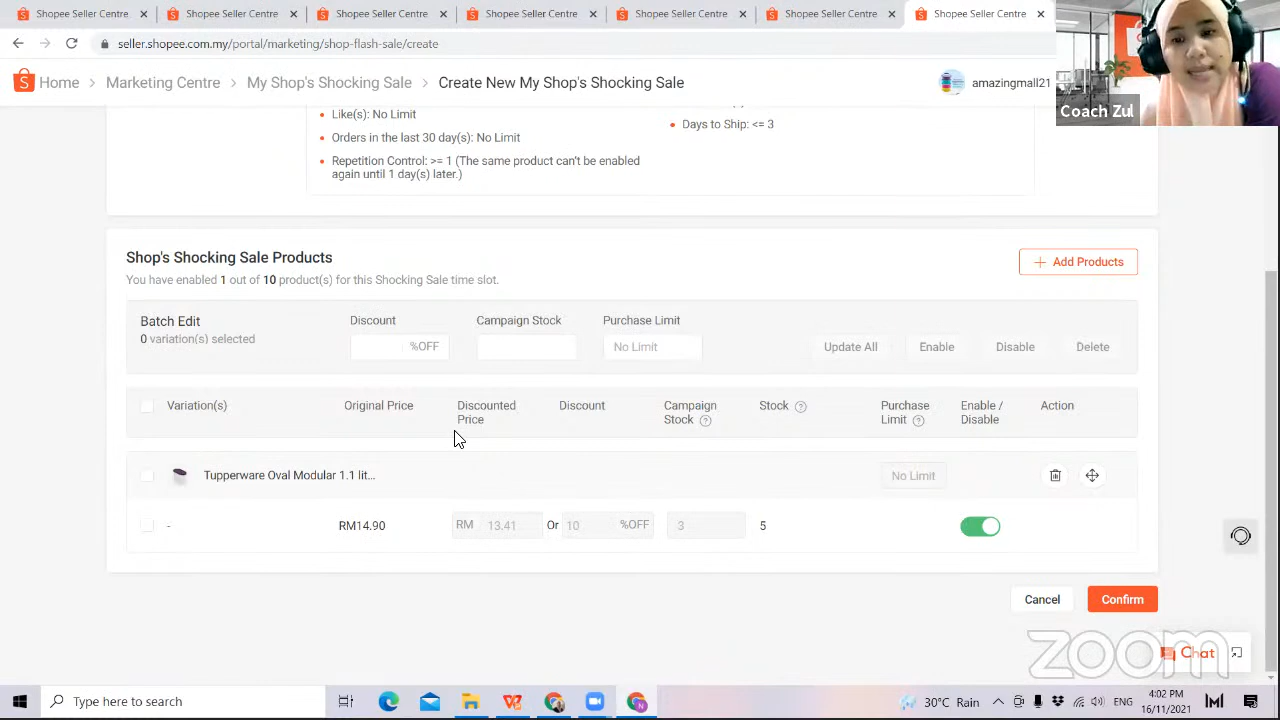 Shopee Seller Centre
Shopee Seller Centre
Shopee Seller Centre
Shopee Seller Centre
Shopee Seller Centre
Shopee Seller Centre
Shopee Seller Centre
seller.shopee.com.my/portal/marketing/shop-flash-sale/create
Home > Marketing Centre > My Shop's Shocking Sale > Create New My Shop's Shocking Sale
amazingmall21
Coach Zul
Like(s): No Limit
Orders in the last 30 day(s): No Limit
Repetition Control: >= 1 (The same product can't be enabled
again until 1 day(s) later.)
Days to Ship: <= 3
Shop's Shocking Sale Products
You have enabled 1 out of 10 product(s) for this Shocking Sale time slot.
+ Add Products
Batch Edit
0 variation(s) selected
Discount
%OFF
Campaign Stock
Purchase Limit
No Limit
Update All
Enable
Disable
Delete
Variation(s)
Original Price
Discounted
Price
Discount
Campaign
Stock ?
Stock ?
Purchase
Limit ?
Enable /
Disable
Action
Tupperware Oval Modular 1.1 lit...
No Limit
-
RM14.90
RM 13.41
Or
10 %OFF
3
5
Cancel
Confirm
zoom
Chat
Type here to search
30°C Rain
ENG
4:02 PM
16/11/2021